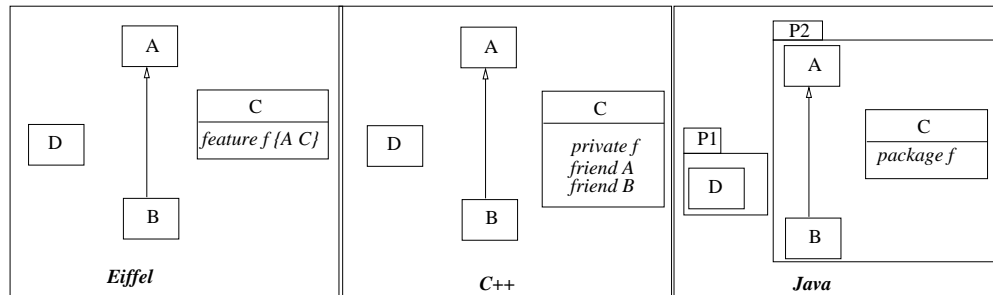 A
C
feature f {A C}
D
B
Eiffel
A
C
private f
friend A
friend B
D
B
C++
P2
A
C
package f
P1
D
B
Java